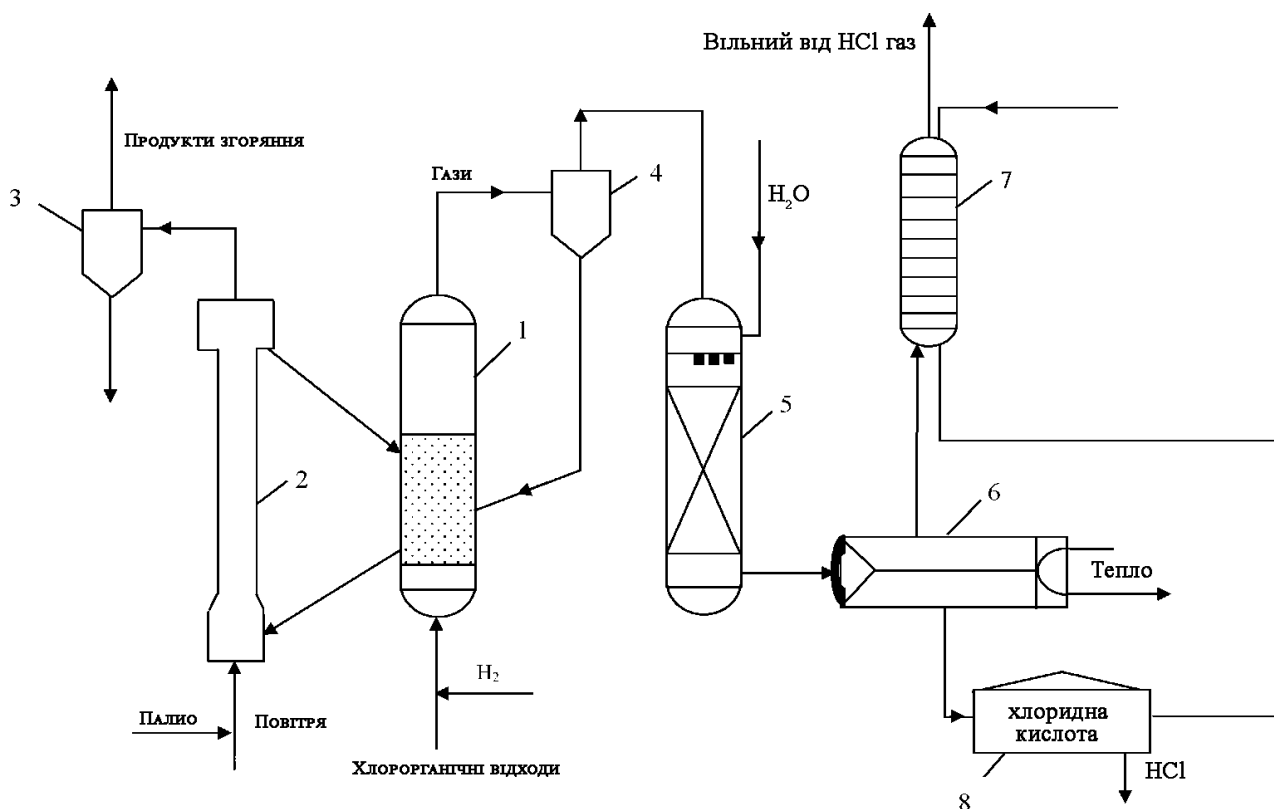 Вільний від HCl газ
Продукти згоряння
Гази
3
4
H₂O
7
1
2
5
6
Тепло
H₂
Палио
Повітря
хлоридна
кислота
Хлорорганічні відходи
HCl
8